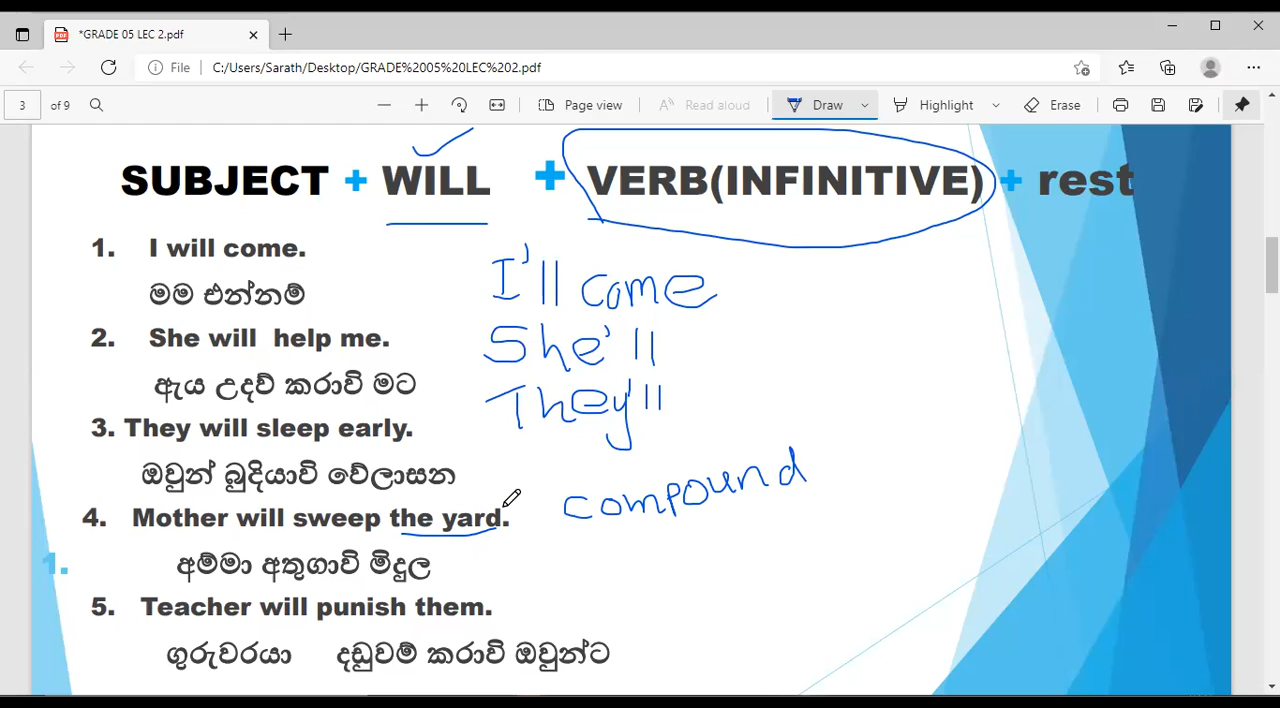 *GRADE 05 LEC 2.pdf
File C:/Users/Sarath/Desktop/GRADE%2005%20LEC%202.pdf
3 of 9 Page view Read aloud Draw Highlight Erase
SUBJECT + WILL + VERB(INFINITIVE) + rest
1. I will come.
I'll come
මම එන්නම්
2. She will help me.
She'll
ඇය උදව් කරාවි මට
They'll
3. They will sleep early.
ඔවුන් බුදියාවි වේලාසන
compound
4. Mother will sweep the yard.
1. අම්මා අතුගාවි මිදුල
5. Teacher will punish them.
ගුරුවරයා දඩුවම් කරාවි ඔවුන්ට